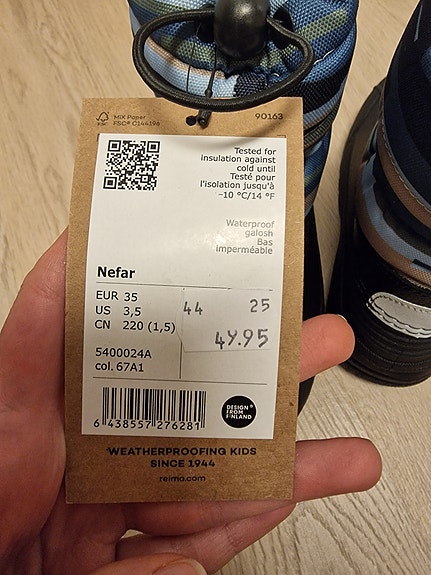 MIX Paper
FSC® C144196
90163
FSC
Tested for
insulation against
cold until
Testé pour
l'isolation jusqu'à
-10 °C/14 °F
Waterproof
galosh
Bas
imperméable
Nefar
EUR 35
US 3,5
CN 220 (1,5)
44 25
49.95
5400024A
col. 67A1
6 438557 276281
DESIGN
FROM
FINLAND
WEATHERPROOFING KIDS
SINCE 1944
reima.com